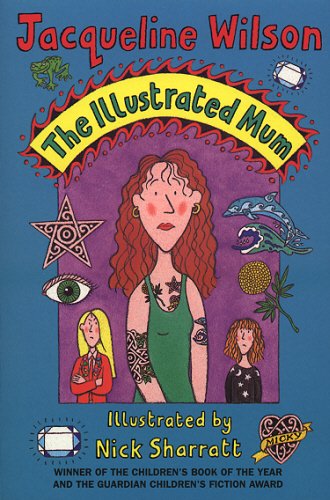 Jacqueline Wilson
The Illustrated Mum
MICKY
Illustrated by
Nick Sharratt
WINNER OF THE CHILDREN'S BOOK OF THE YEAR
AND THE GUARDIAN CHILDREN'S FICTION AWARD